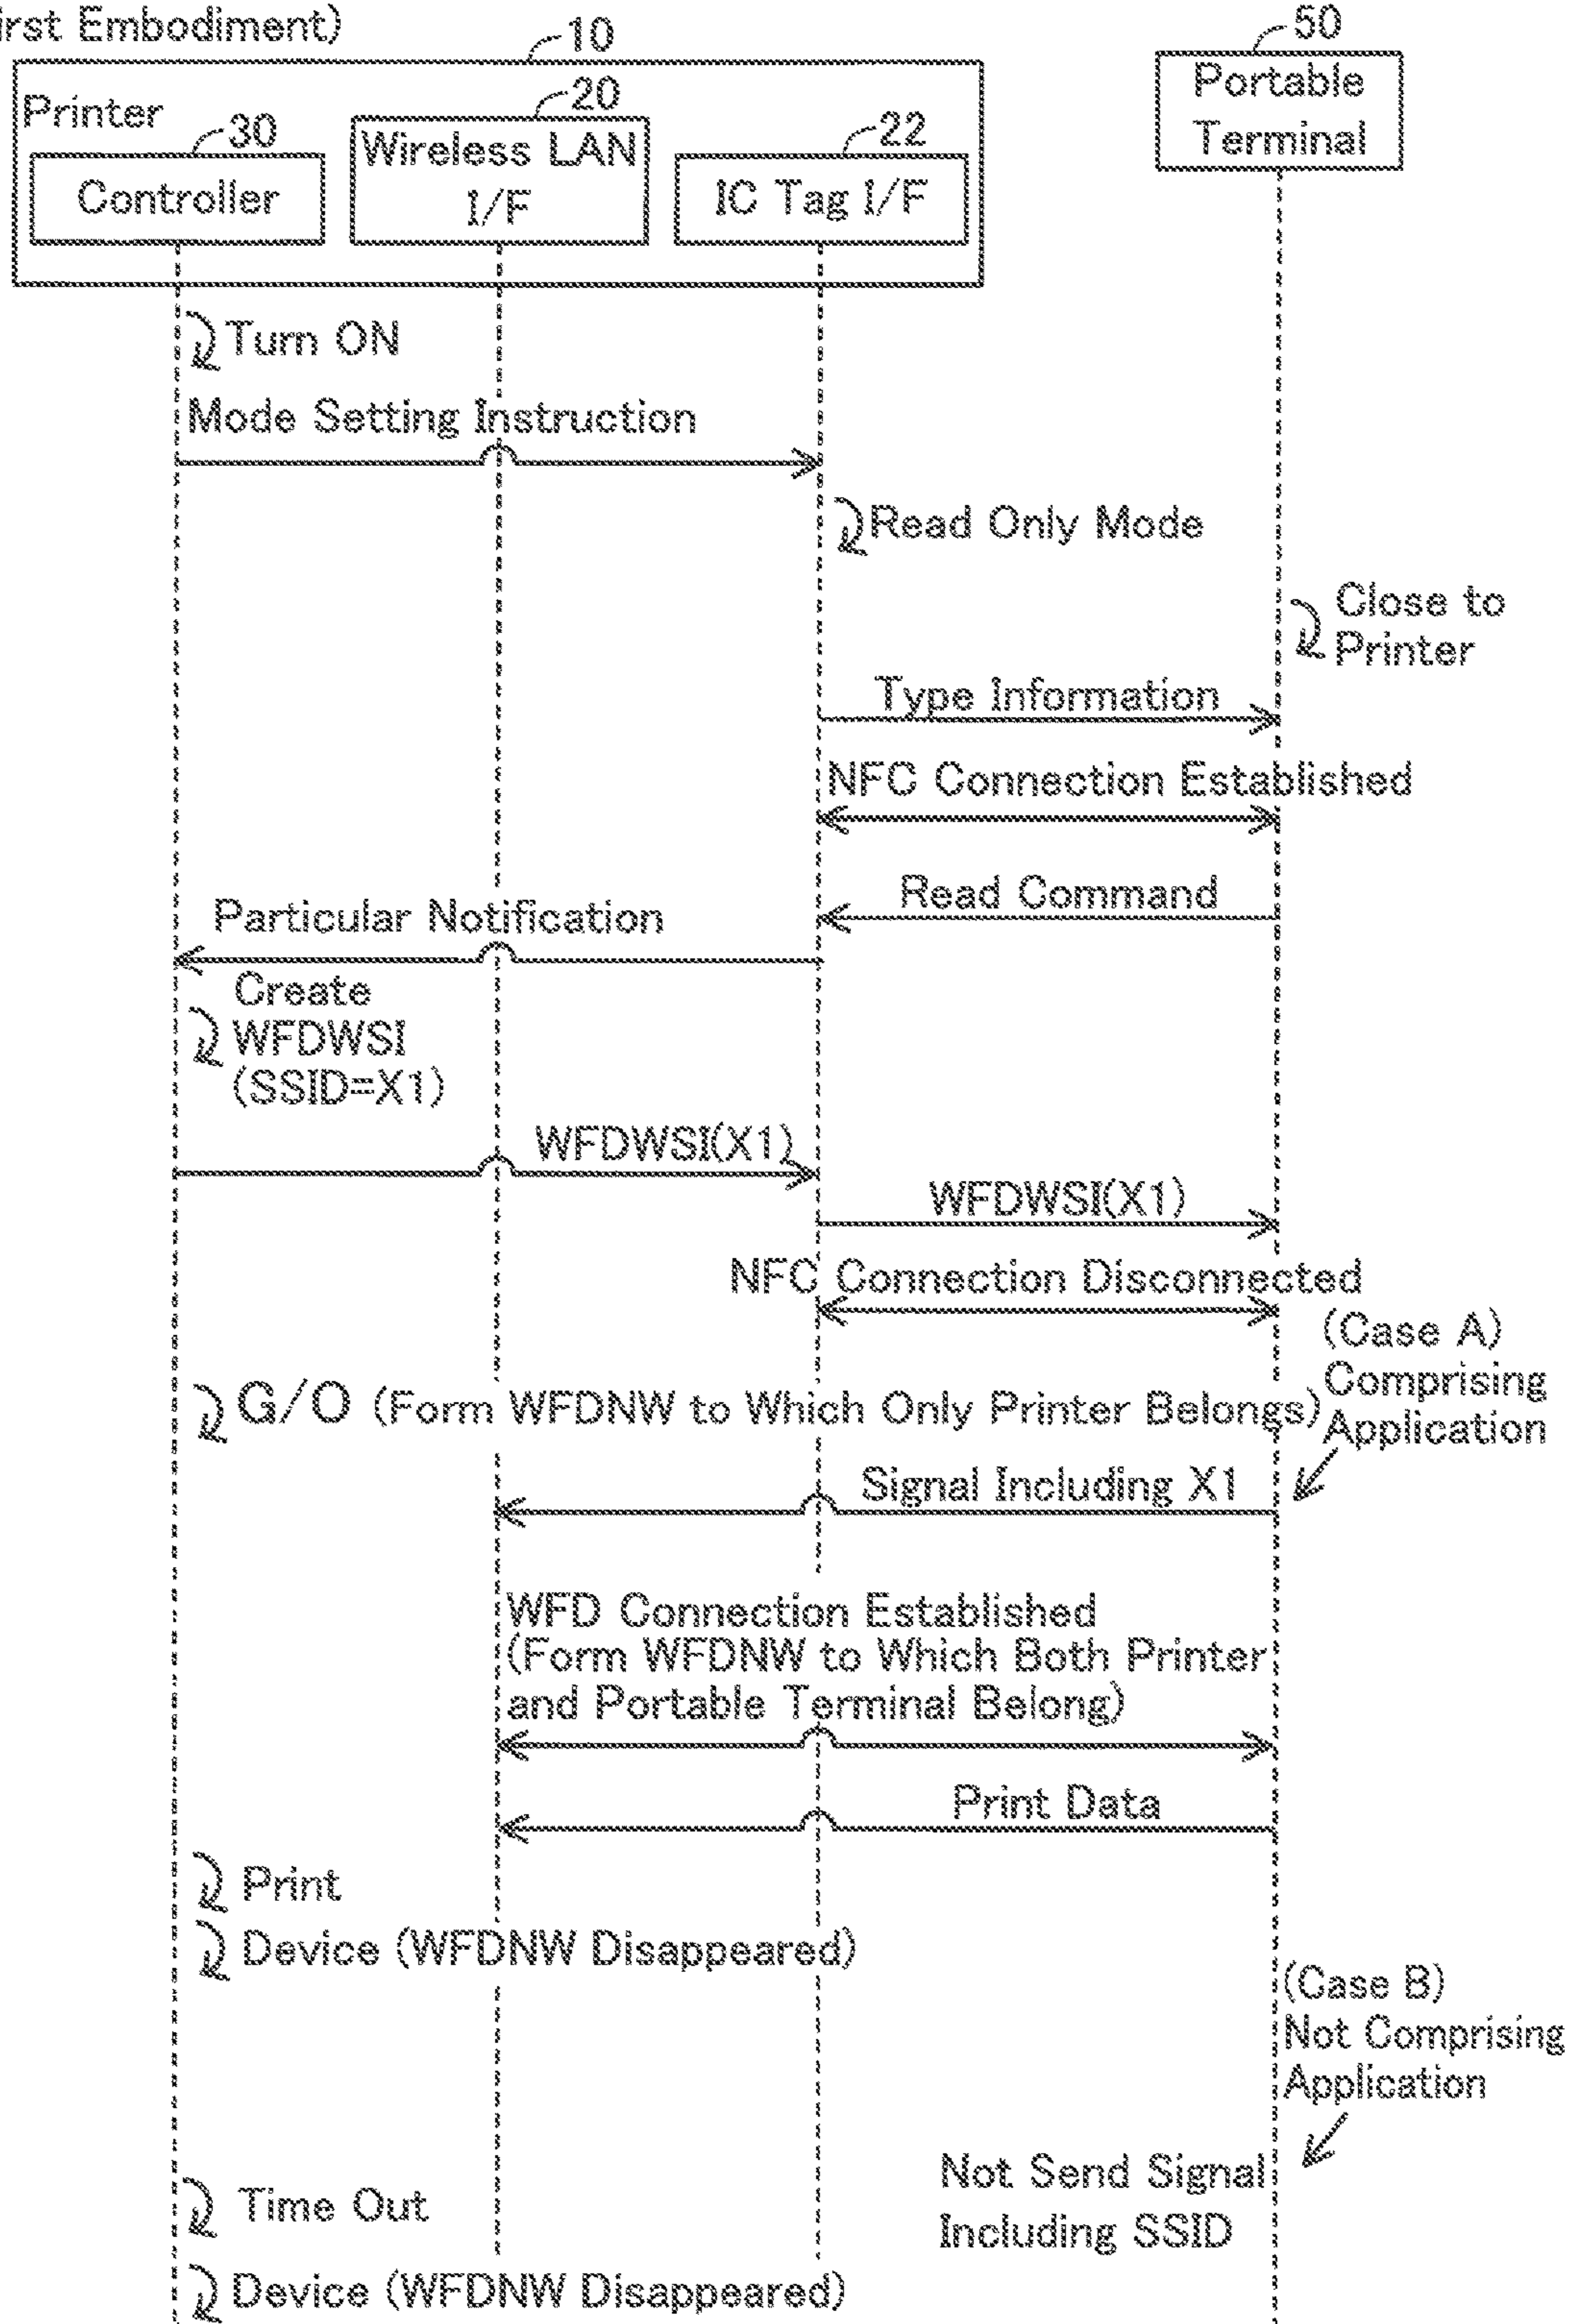 irst Embodiment)
10
50
Printer
20
Portable
Terminal
30
Wireless LAN
I/F
22
Controller
IC Tag I/F
Turn ON
Mode Setting Instruction
Read Only Mode
Close to
Printer
Type Information
NFC Connection Established
Read Command
Particular Notification
Create
WFDWSI
(SSID=X1)
WFDWSI(X1)
WFDWSI(X1)
NFC Connection Disconnected
(Case A)
Comprising
Application
G/O (Form WFDNW to Which Only Printer Belongs)
Signal Including X1
WFD Connection Established
(Form WFDNW to Which Both Printer
and Portable Terminal Belong)
Print Data
Print
Device (WFDNW Disappeared)
(Case B)
Not Comprising
Application
Not Send Signal
Including SSID
Time Out
Device (WFDNW Disappeared)